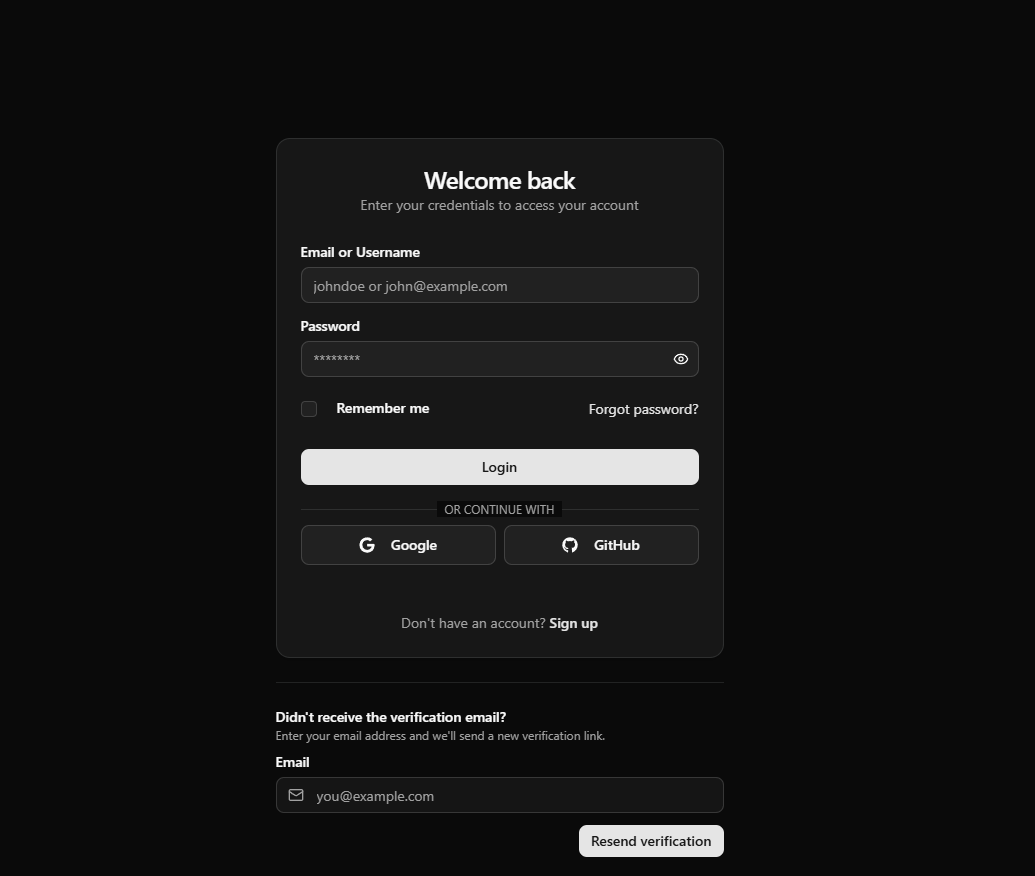 Welcome back
Enter your credentials to access your account
Email or Username
johndoe or john@example.com
Password
********
Remember me
Forgot password?
Login
OR CONTINUE WITH
Google
GitHub
Don't have an account? Sign up
Didn't receive the verification email?
Enter your email address and we'll send a new verification link.
Email
you@example.com
Resend verification